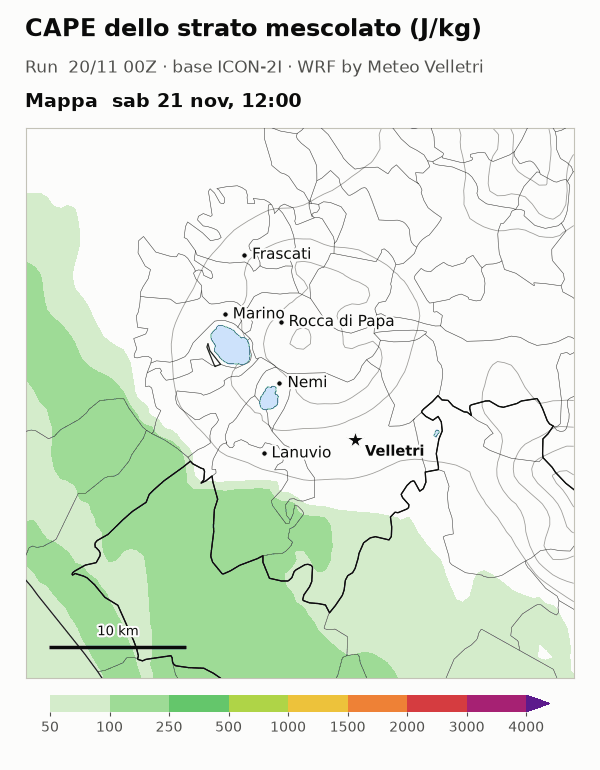 CAPE dello strato mescolato (J/kg)
Run  20/11 00Z · base ICON-2I · WRF by Meteo Velletri
Mappa  sab 21 nov, 12:00
Frascati
Marino
Rocca di Papa
Nemi
Velletri
Lanuvio
10 km
50 100 250 500 1000 1500 2000 3000 4000